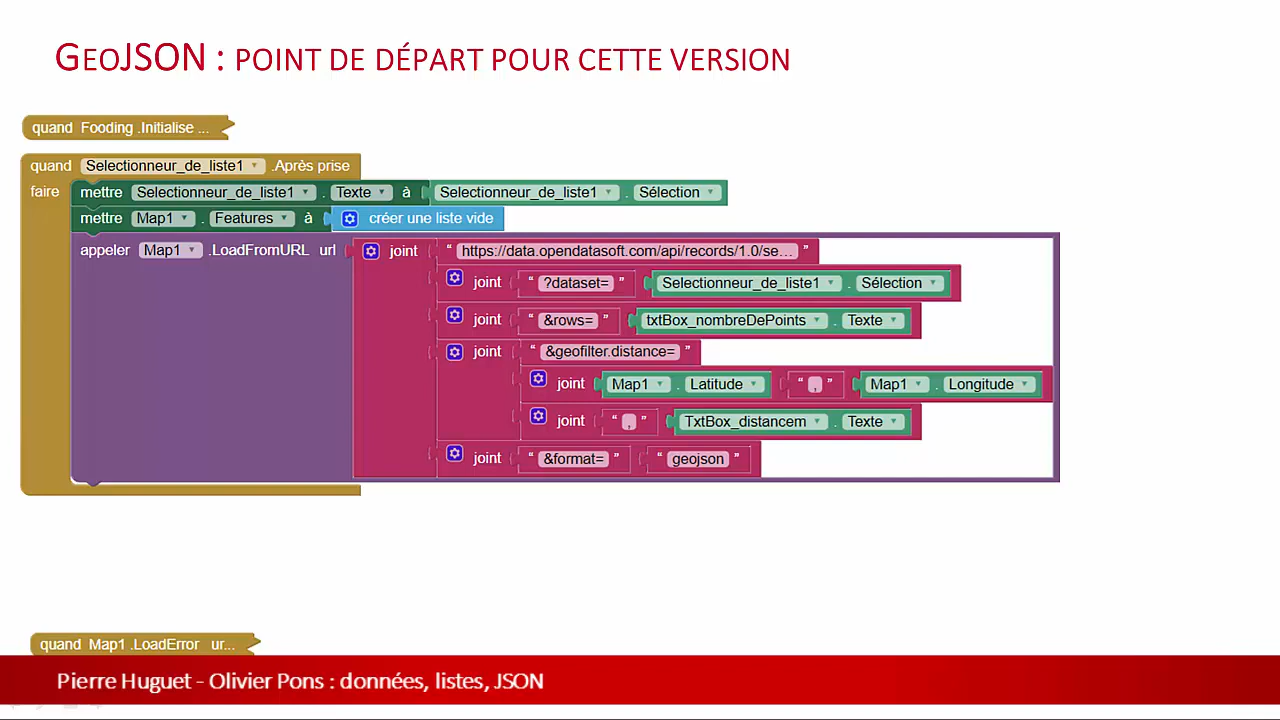 GEOJSON : POINT DE DÉPART POUR CETTE VERSION
quand Fooding .Initialise ...
quand Selectionneur_de_liste1 .Après prise
faire mettre Selectionneur_de_liste1 . Texte à Selectionneur_de_liste1 . Sélection
mettre Map1 . Features à créer une liste vide
appeler Map1 .LoadFromURL url joint “ https://data.opendatasoft.com/api/records/1.0/se... ”
joint “ ?dataset= ” Selectionneur_de_liste1 . Sélection
joint “ &rows= ” txtBox_nombreDePoints . Texte
joint “ &geofilter.distance= ”
joint Map1 . Latitude “ , ” Map1 . Longitude
joint “ , ” TxtBox_distancem . Texte
joint “ &format= ” “ geojson ”
quand Map1 .LoadError ur...
Pierre Huguet - Olivier Pons : données, listes, JSON